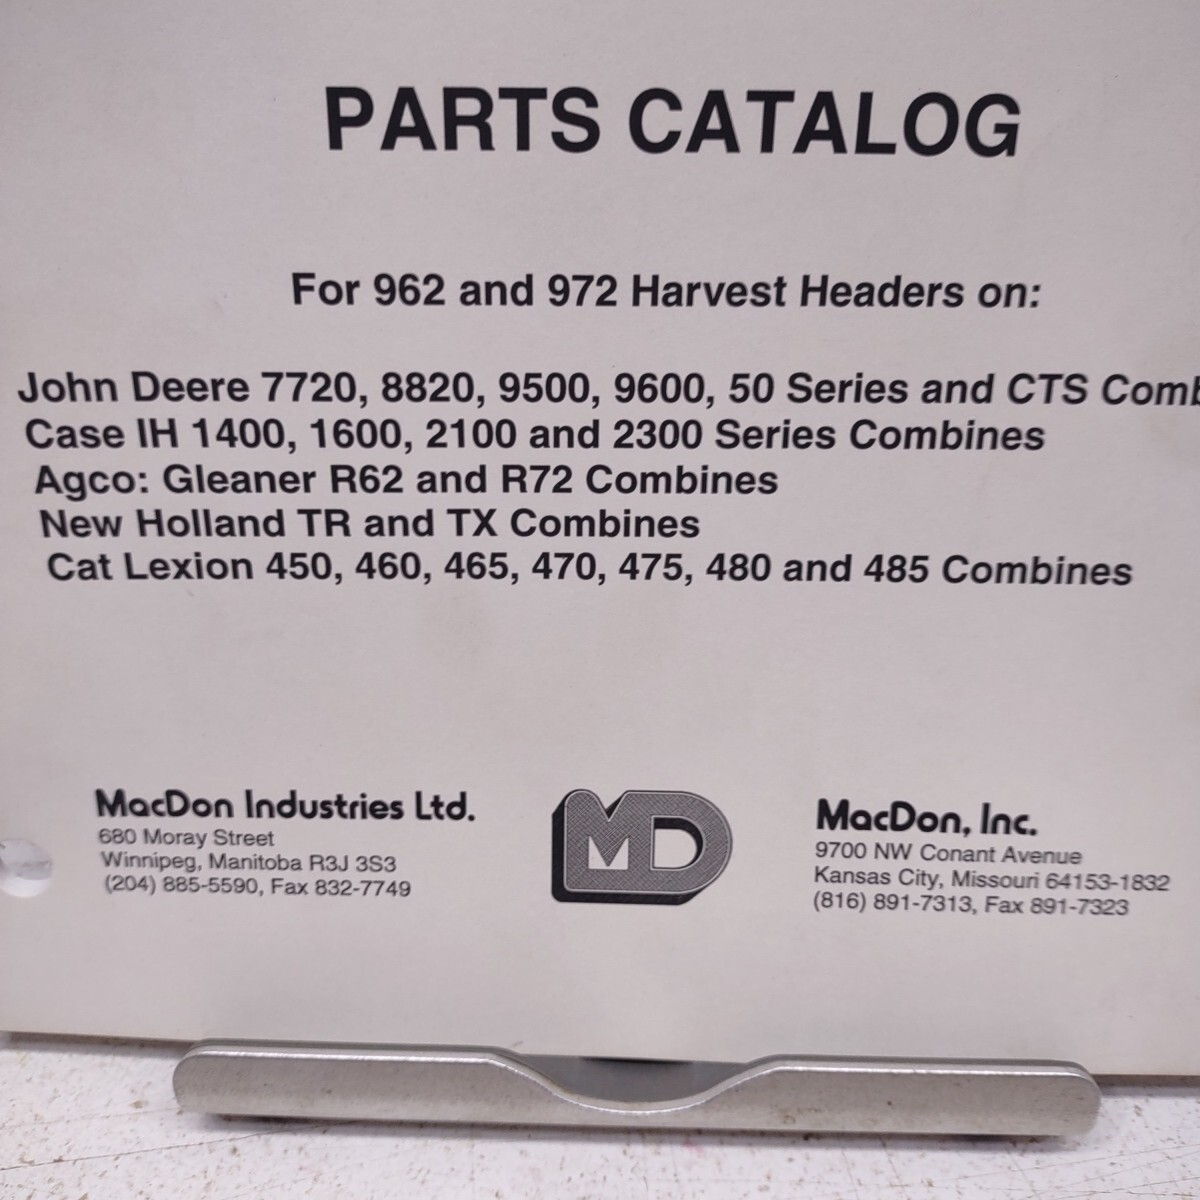 PARTS CATALOG
For 962 and 972 Harvest Headers on:
John Deere 7720, 8820, 9500, 9600, 50 Series and CTS Comb
Case IH 1400, 1600, 2100 and 2300 Series Combines
Agco: Gleaner R62 and R72 Combines
New Holland TR and TX Combines
Cat Lexion 450, 460, 465, 470, 475, 480 and 485 Combines
MacDon Industries Ltd.
680 Moray Street
Winnipeg, Manitoba R3J 3S3
(204) 885-5590, Fax 832-7749
MD
MacDon, Inc.
9700 NW Conant Avenue
Kansas City, Missouri 64153-1832
(816) 891-7313, Fax 891-7323